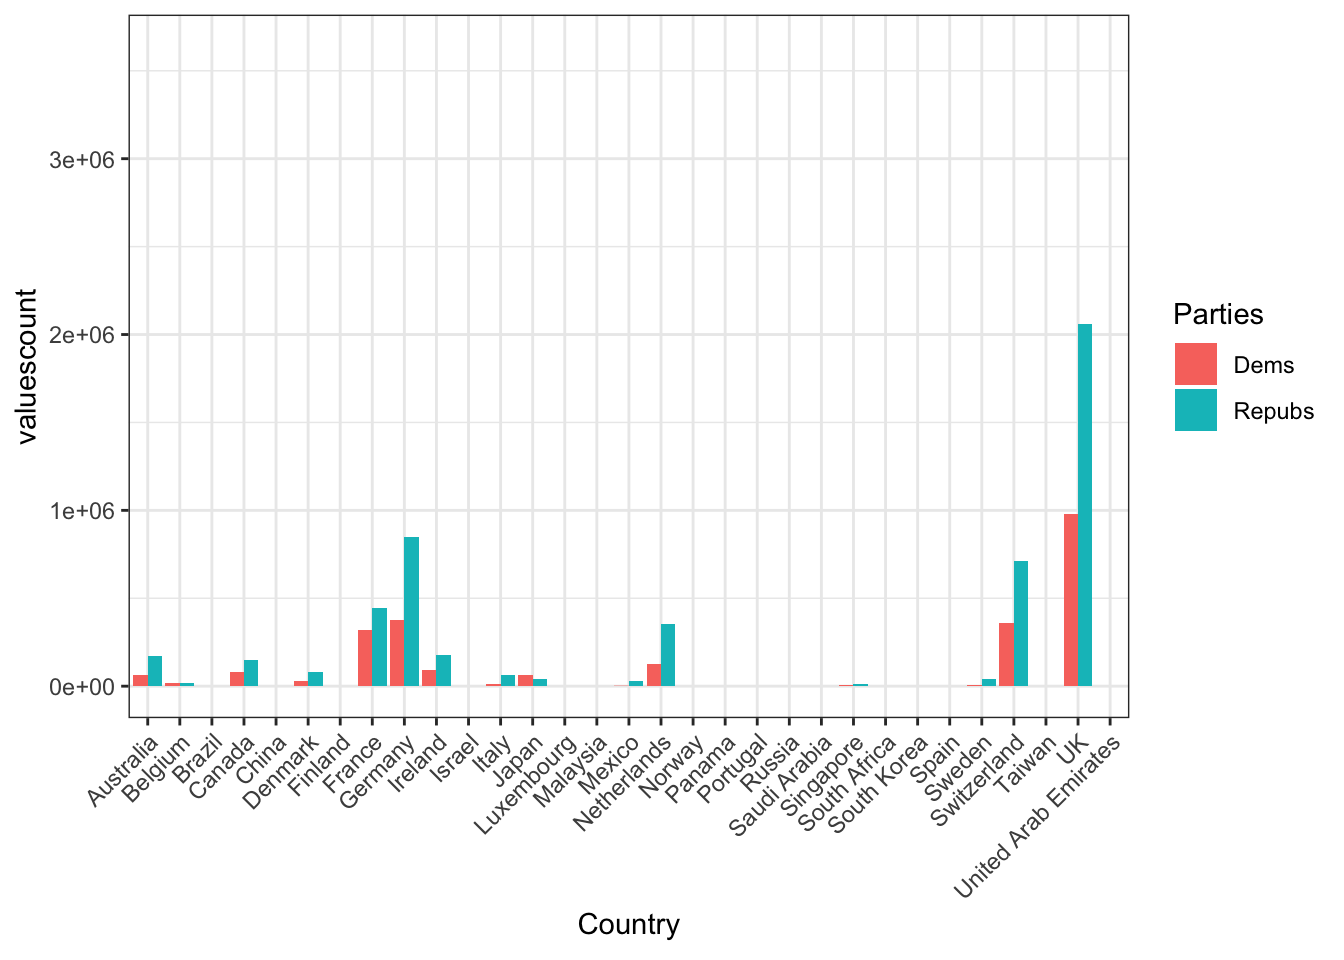 3e+06
2e+06
1e+06
0e+00
valuescount
Australia
Belgium
Brazil
Canada
China
Denmark
Finland
France
Germany
Ireland
Israel
Italy
Japan
Luxembourg
Malaysia
Mexico
Netherlands
Norway
Panama
Portugal
Russia
Saudi Arabia
Singapore
South Africa
South Korea
Spain
Sweden
Switzerland
Taiwan
UK
United Arab Emirates
Country
Parties
Dems
Repubs